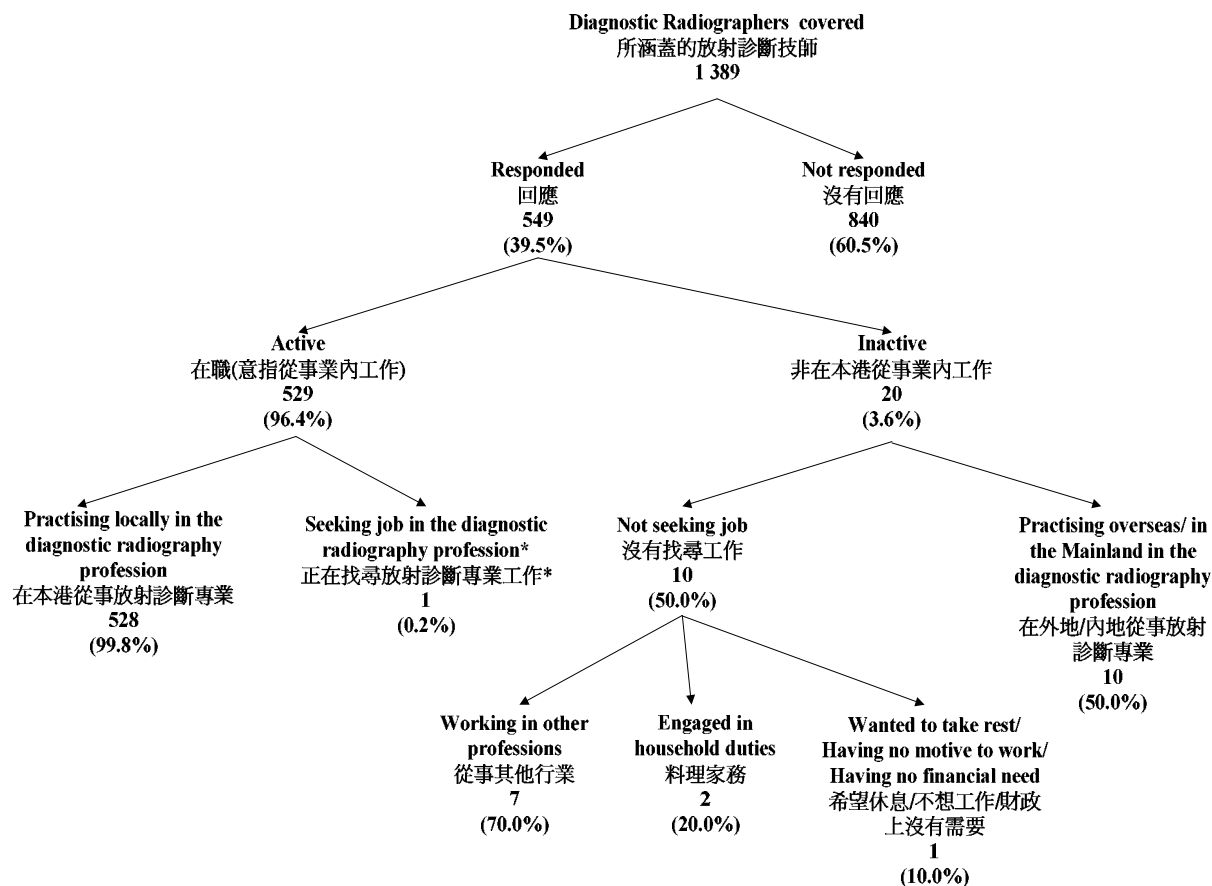 Diagnostic Radiographers covered
所涵蓋的放射診斷技師
1 389
Responded
回應
549
(39.5%)
Not responded
沒有回應
840
(60.5%)
Active
在職(意指從事業內工作)
529
(96.4%)
Inactive
非在本港從事業內工作
20
(3.6%)
Practising locally in the
diagnostic radiography
profession
在本港從事放射診斷專業
528
(99.8%)
Seeking job in the diagnostic
radiography profession*
正在找尋放射診斷專業工作*
1
(0.2%)
Not seeking job
沒有找尋工作
10
(50.0%)
Practising overseas/ in
the Mainland in the
diagnostic radiography
profession
在外地/內地從事放射
診斷專業
10
(50.0%)
Working in other
professions
從事其他行業
7
(70.0%)
Engaged in
household duties
料理家務
2
(20.0%)
Wanted to take rest/
Having no motive to work/
Having no financial need
希望休息/不想工作/財政
上沒有需要
1
(10.0%)